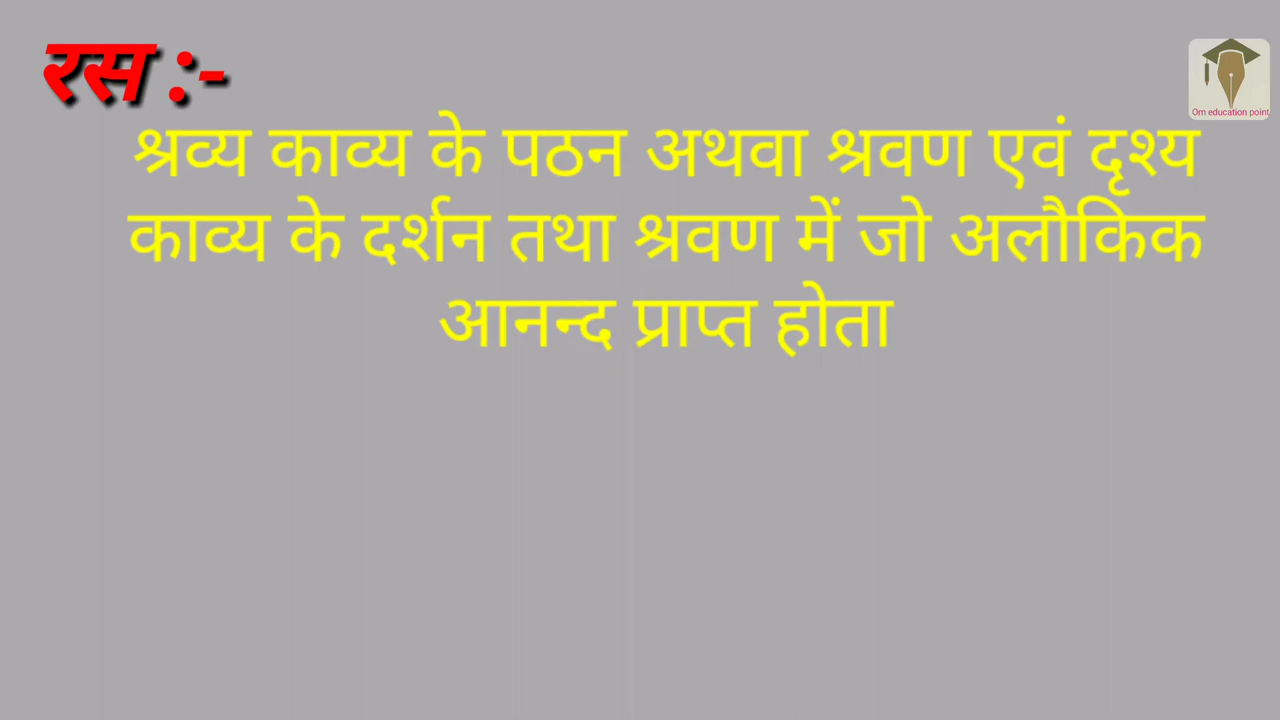 रस :-
Om education point
श्रव्य काव्य के पठन अथवा श्रवण एवं दृश्य
काव्य के दर्शन तथा श्रवण में जो अलौकिक
आनन्द प्राप्त होता